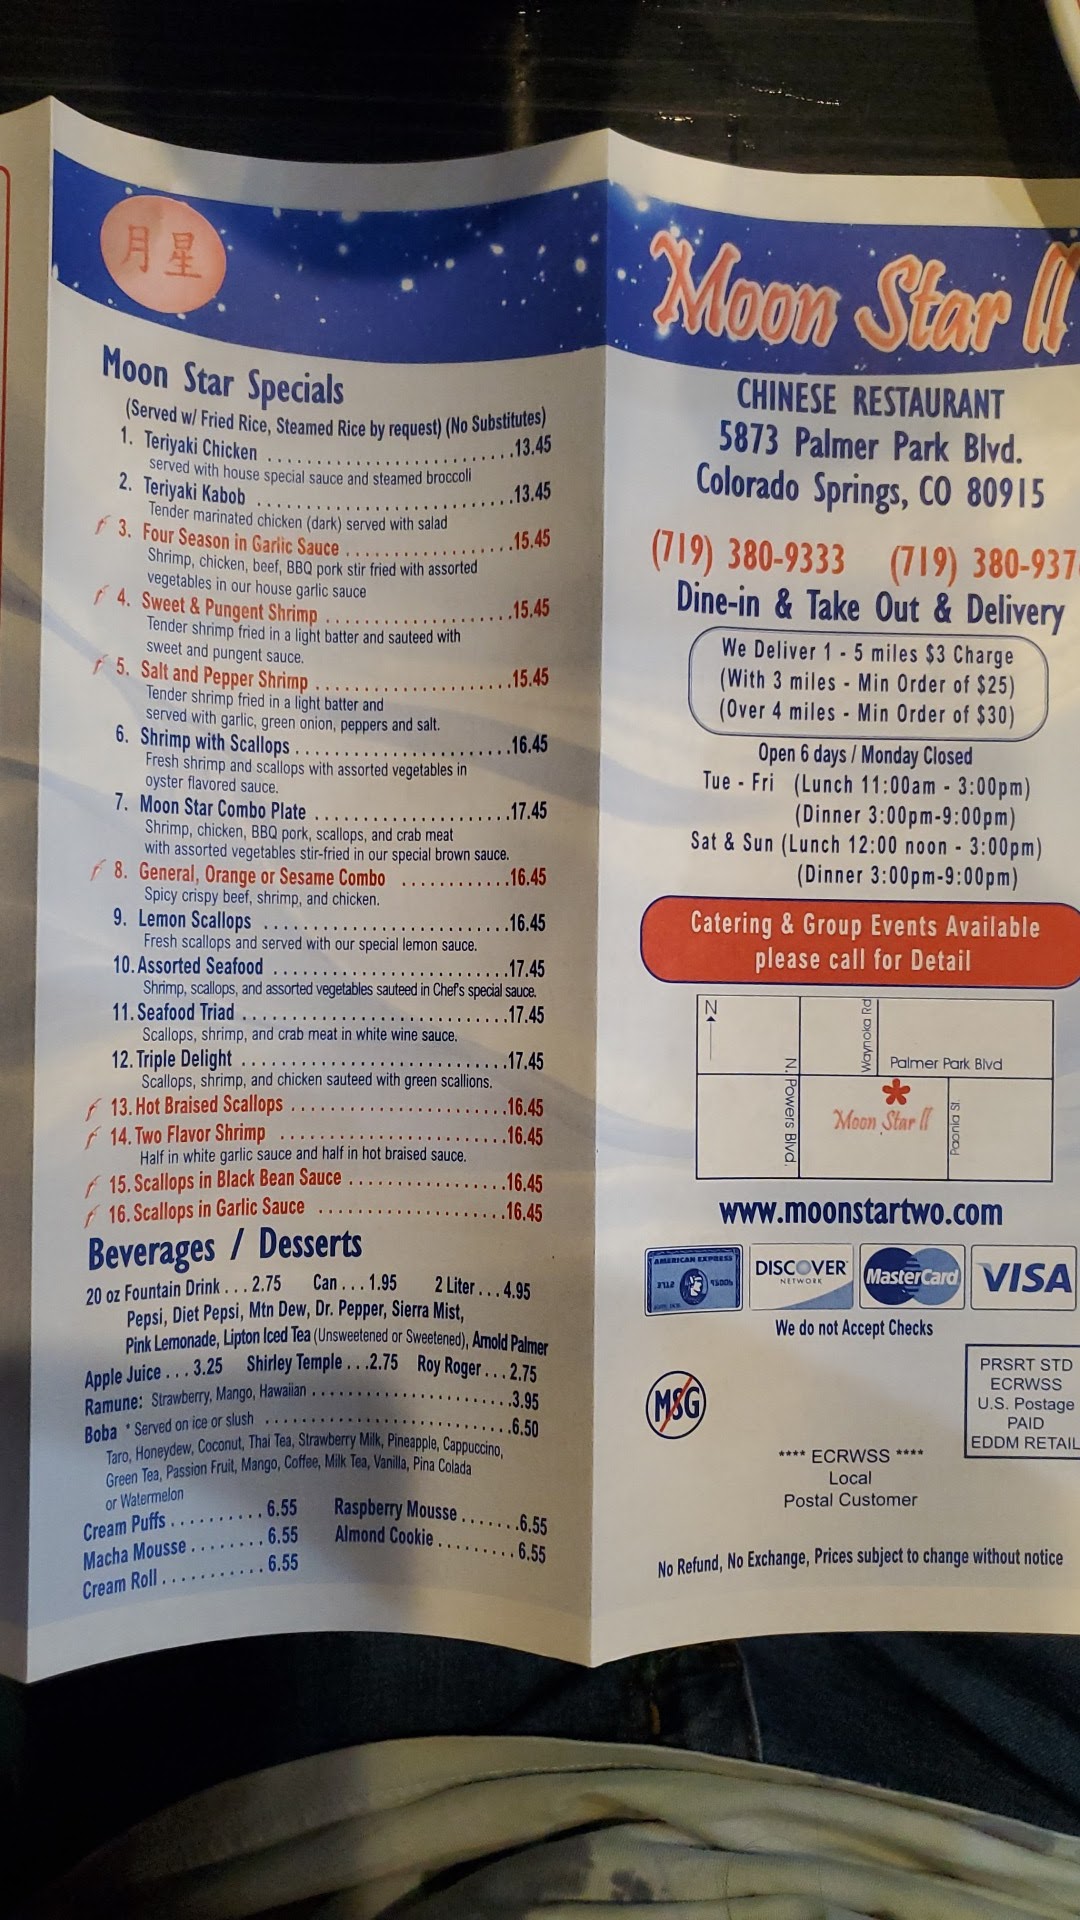 月星
Moon Star Specials
(Served w/ Fried Rice, Steamed Rice by request) (No Substitutes)
1. Teriyaki Chicken ........ 13.45
served with house special sauce and steamed broccoli
2. Teriyaki Kabob ........ 13.45
Tender marinated chicken (dark) served with salad
3. Four Season in Garlic Sauce ........ 15.45
Shrimp, chicken, beef, BBQ pork stir fried with assorted
vegetables in our house garlic sauce
4. Sweet & Pungent Shrimp ........ 15.45
Tender shrimp fried in a light batter and sauteed with
sweet and pungent sauce.
5. Salt and Pepper Shrimp ........ 15.45
Tender shrimp fried in a light batter and
served with garlic, green onion, peppers and salt.
6. Shrimp with Scallops ........ 16.45
Fresh shrimp and scallops with assorted vegetables in
oyster flavored sauce.
7. Moon Star Combo Plate ........ 17.45
Shrimp, chicken, BBQ pork, scallops, and crab meat
with assorted vegetables stir-fried in our special brown sauce.
8. General, Orange or Sesame Combo ........ 16.45
Spicy crispy beef, shrimp, and chicken.
9. Lemon Scallops ........ 16.45
Fresh scallops and served with our special lemon sauce.
10. Assorted Seafood ........ 17.45
Shrimp, scallops, and assorted vegetables sauteed in Chef's special sauce.
11. Seafood Triad ........ 17.45
Scallops, shrimp, and crab meat in white wine sauce.
12. Triple Delight ........ 17.45
Scallops, shrimp, and chicken sauteed with green scallions.
13. Hot Braised Scallops ........ 16.45
14. Two Flavor Shrimp ........ 16.45
Half in white garlic sauce and half in hot braised sauce.
15. Scallops in Black Bean Sauce ........ 16.45
16. Scallops in Garlic Sauce ........ 16.45
Beverages / Desserts
20 oz Fountain Drink . . . 2.75 Can . . . 1.95 2 Liter . . . 4.95
Pepsi, Diet Pepsi, Mtn Dew, Dr. Pepper, Sierra Mist,
Pink Lemonade, Lipton Iced Tea (Unsweetened or Sweetened), Arnold Palmer
Apple Juice . . . 3.25 Shirley Temple . . . 2.75 Roy Roger . . . 2.75
Ramune: Strawberry, Mango, Hawaiian ........ 3.95
Boba * Served on ice or slush ........ 6.50
Taro, Honeydew, Coconut, Thai Tea, Strawberry Milk, Pineapple, Cappuccino,
Green Tea, Passion Fruit, Mango, Coffee, Milk Tea, Vanilla, Pina Colada
or Watermelon
Cream Puffs ........ 6.55 Raspberry Mousse ....... 6.55
Macha Mousse ........ 6.55 Almond Cookie ........ 6.55
Cream Roll ........ 6.55
Moon Star II
CHINESE RESTAURANT
5873 Palmer Park Blvd.
Colorado Springs, CO 80915
(719) 380-9333 (719) 380-937
Dine-in & Take Out & Delivery
We Deliver 1 - 5 miles $3 Charge
(With 3 miles - Min Order of $25)
(Over 4 miles - Min Order of $30)
Open 6 days / Monday Closed
Tue - Fri (Lunch 11:00am - 3:00pm)
(Dinner 3:00pm-9:00pm)
Sat & Sun (Lunch 12:00 noon - 3:00pm)
(Dinner 3:00pm-9:00pm)
Catering & Group Events Available
please call for Detail
N
Waynoka Rd
Palmer Park Blvd
N. Powers Blvd.
Moon Star II
Paonia St.
www.moonstartwo.com
AMERICAN EXPRESS
DISCOVER
NETWORK
MasterCard
VISA
We do not Accept Checks
MSG
PRSRT STD
ECRWSS
U.S. Postage
PAID
EDDM RETAIL
**** ECRWSS ****
Local
Postal Customer
No Refund, No Exchange, Prices subject to change without notice